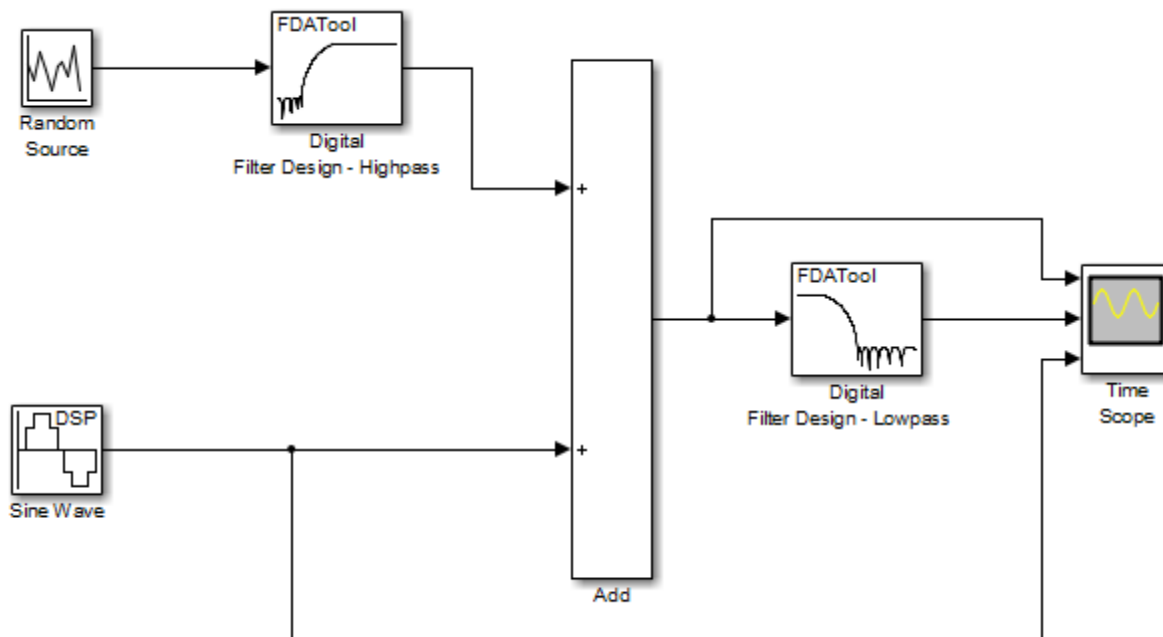 FDATool
Random
Source
Digital
Filter Design - Highpass
+
FDATool
Digital
Filter Design - Lowpass
Time
Scope
DSP
Sine Wave
+
Add